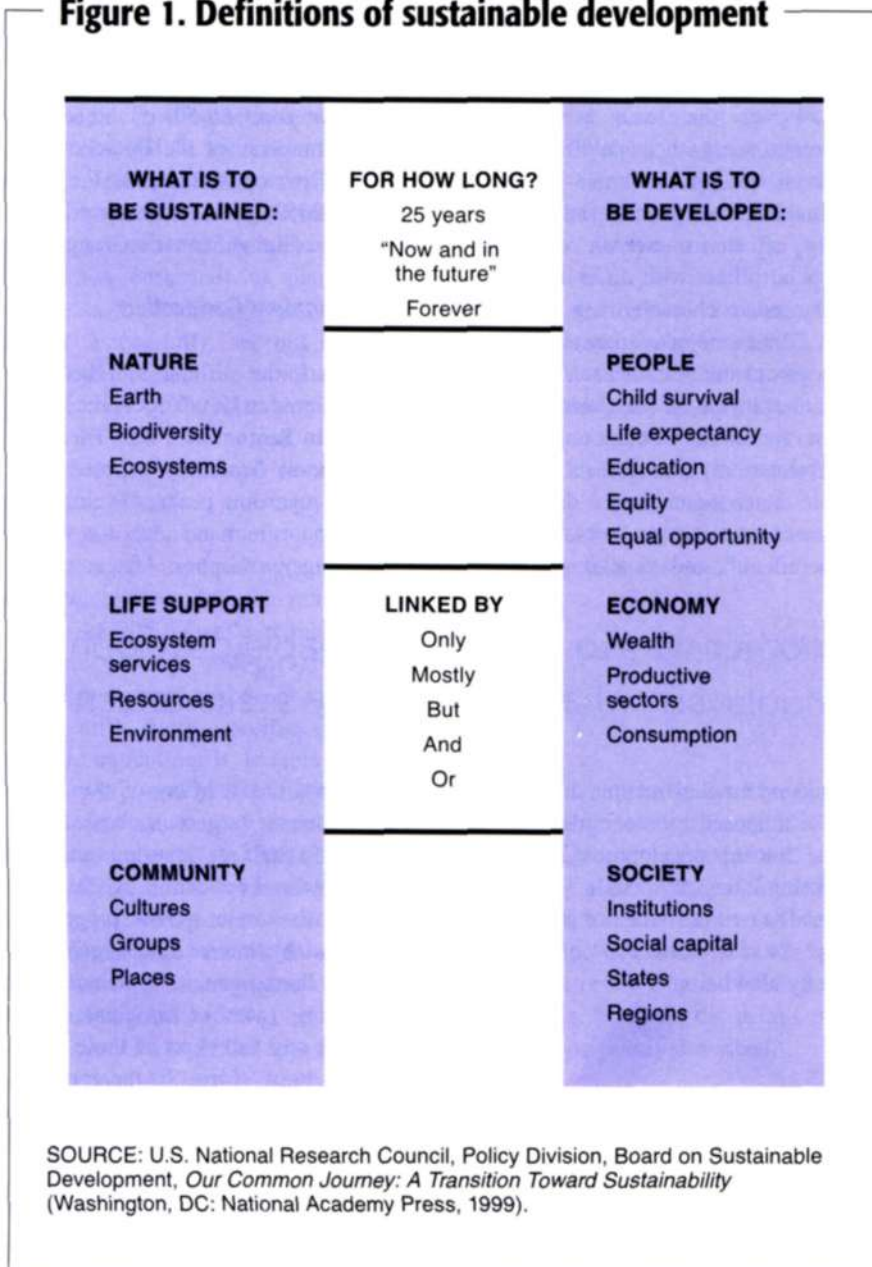 Figure 1. Definitions of sustainable development
WHAT IS TO
BE SUSTAINED:
FOR HOW LONG?
25 years
“Now and in
the future”
Forever
WHAT IS TO
BE DEVELOPED:
NATURE
Earth
Biodiversity
Ecosystems
PEOPLE
Child survival
Life expectancy
Education
Equity
Equal opportunity
LIFE SUPPORT
Ecosystem
services
Resources
Environment
LINKED BY
Only
Mostly
But
And
Or
ECONOMY
Wealth
Productive
sectors
Consumption
COMMUNITY
Cultures
Groups
Places
SOCIETY
Institutions
Social capital
States
Regions
SOURCE: U.S. National Research Council, Policy Division, Board on Sustainable
Development, Our Common Journey: A Transition Toward Sustainability
(Washington, DC: National Academy Press, 1999).